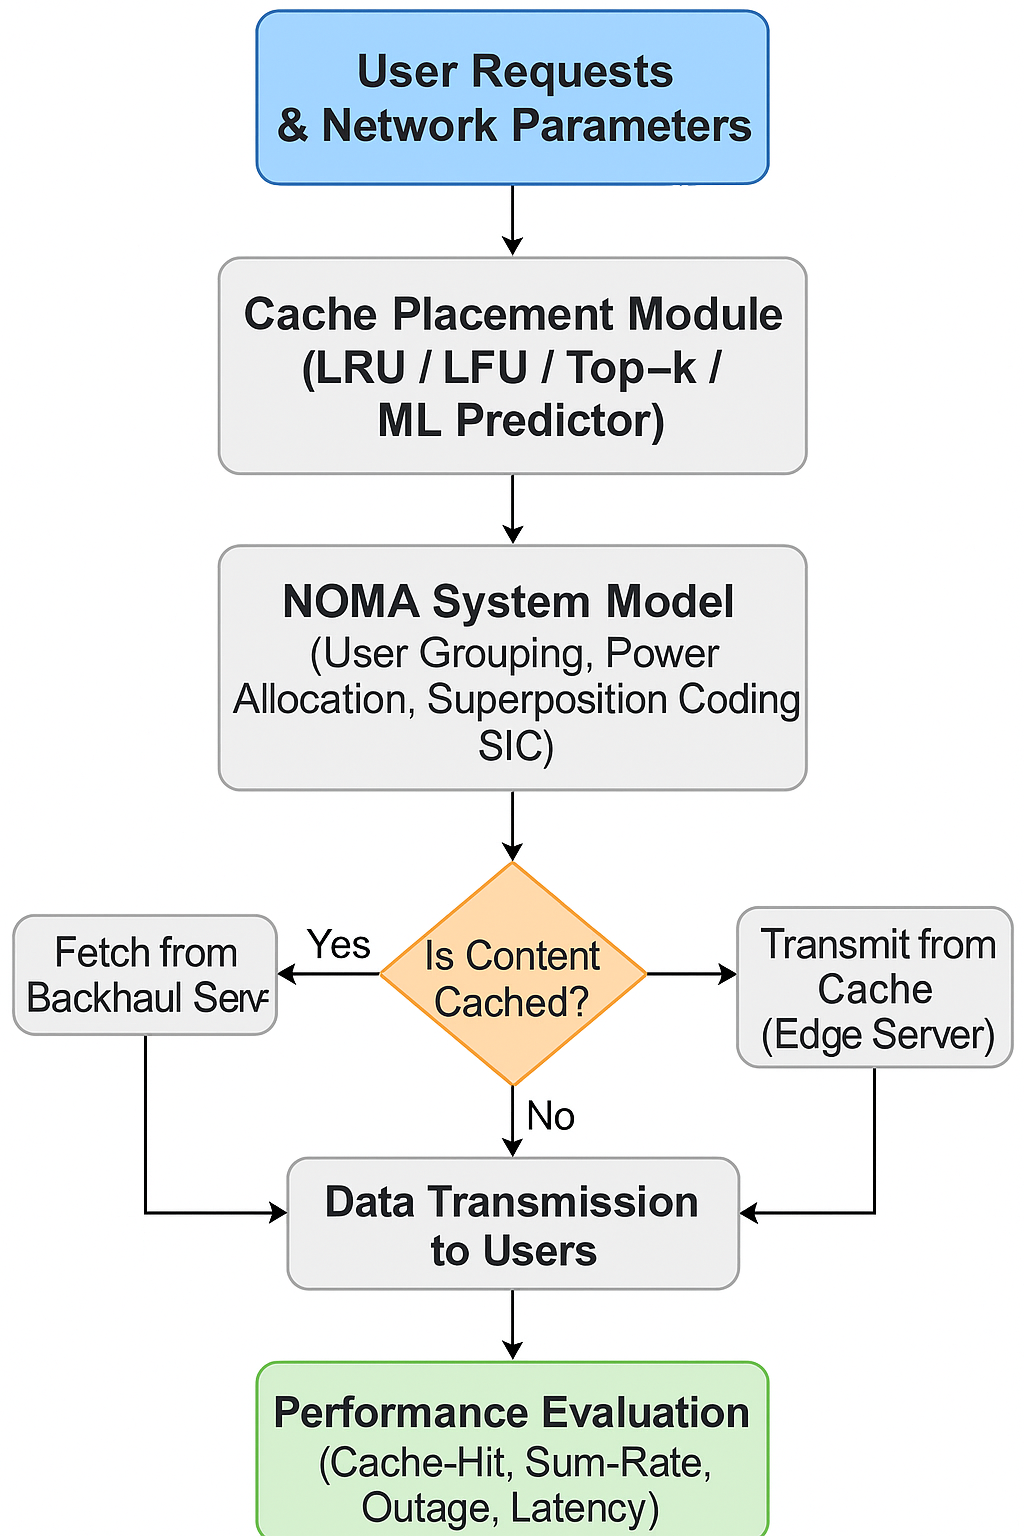 User Requests
& Network Parameters
Cache Placement Module
(LRU / LFU / Top–k /
ML Predictor)
NOMA System Model
(User Grouping, Power
Allocation, Superposition Coding
SIC)
Yes
Fetch from
Backhaul Serv
Is Content
Cached?
Transmit from
Cache
(Edge Server)
No
Data Transmission
to Users
Performance Evaluation
(Cache-Hit, Sum-Rate,
Outage, Latency)